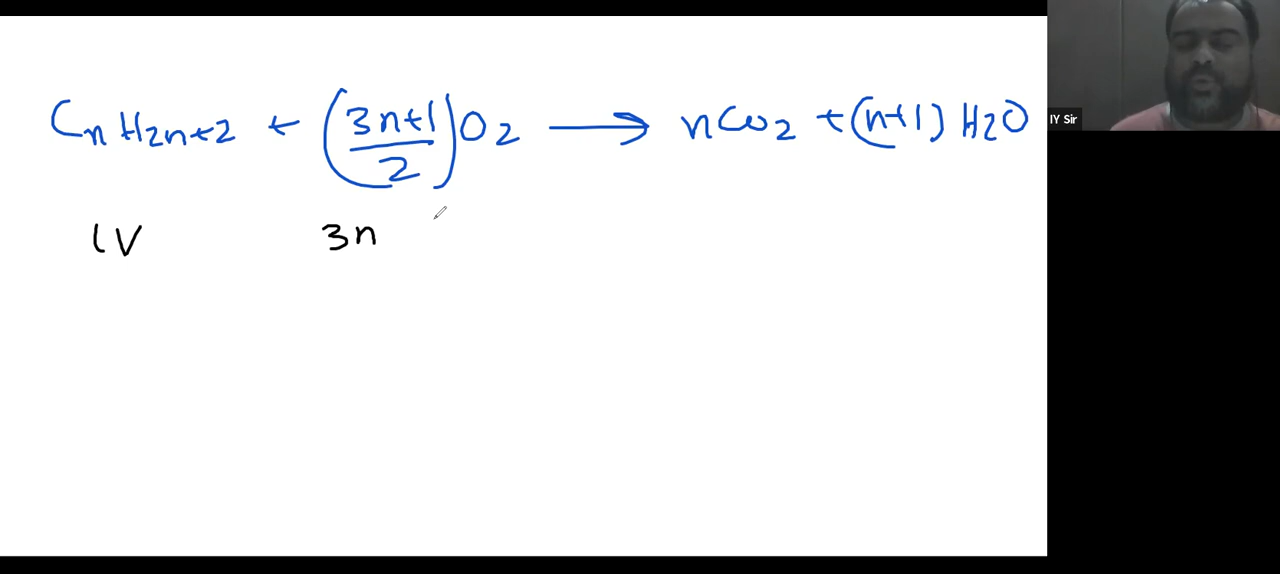 CnH2n+2 + (3n+1/2)O2 ⟶ nCO2 + (n+1) H2O
IY Sir
1V 3n